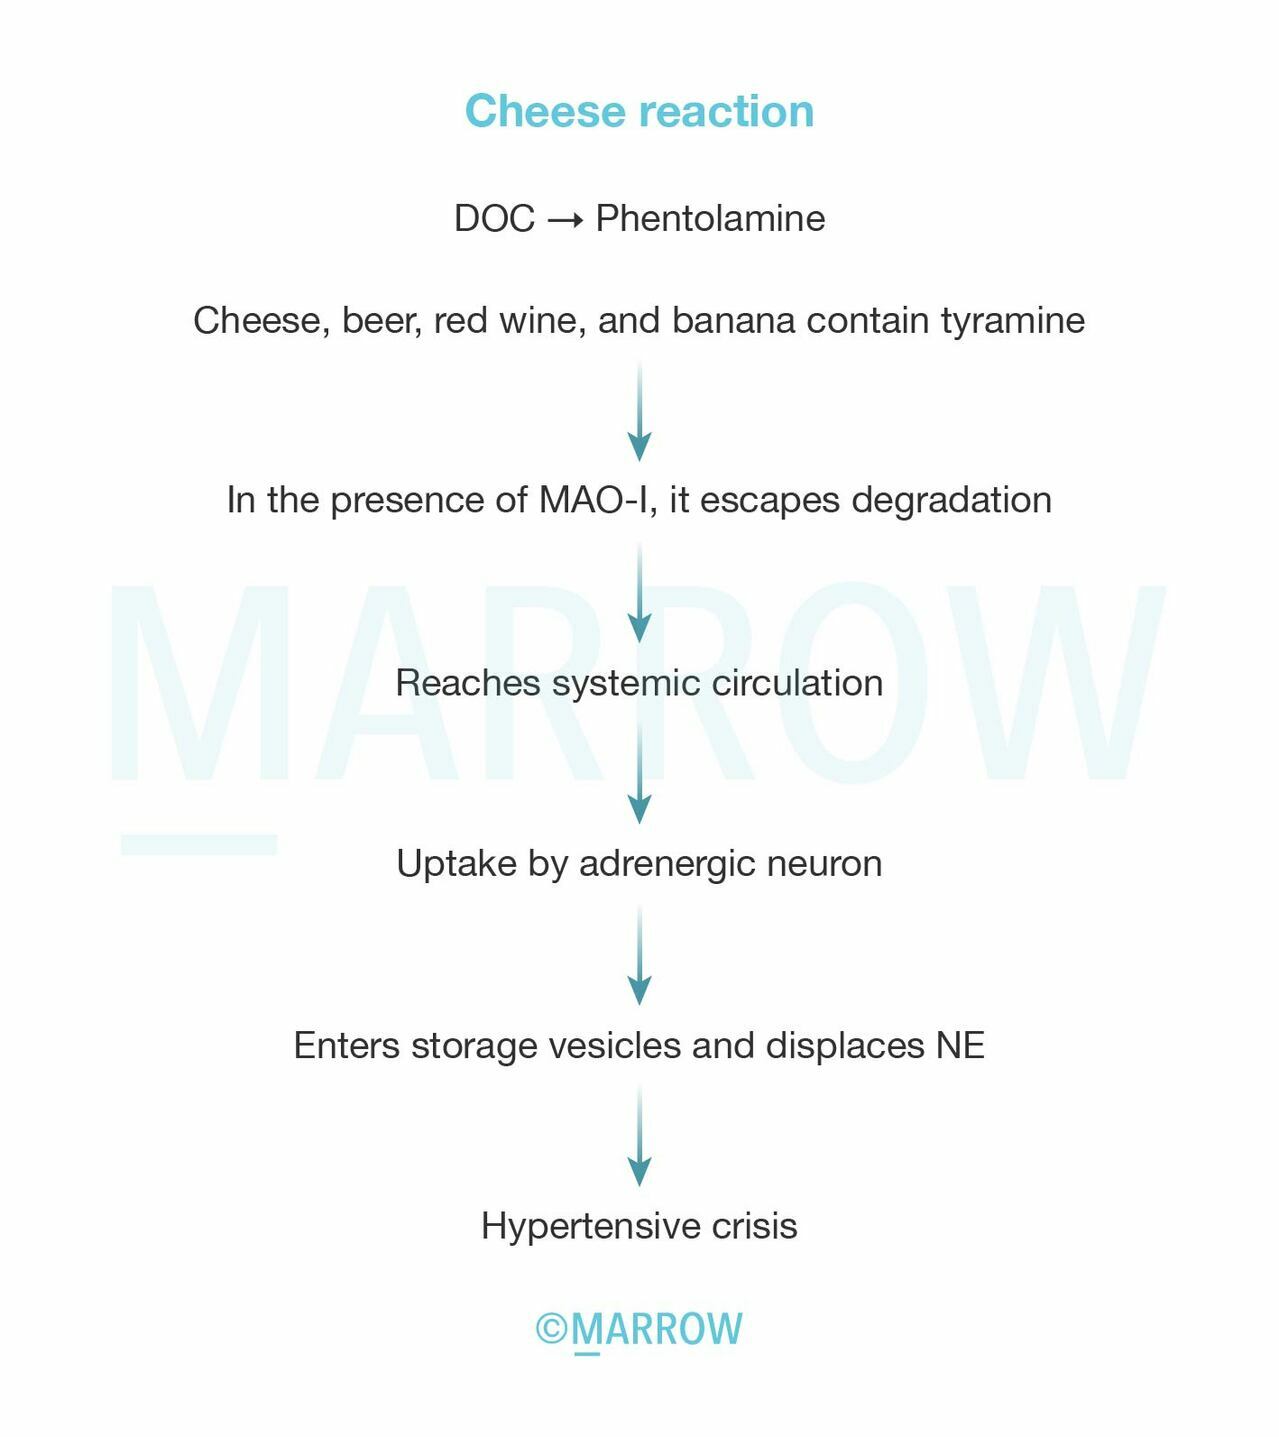 Cheese reaction
DOC → Phentolamine
Cheese, beer, red wine, and banana contain tyramine
In the presence of MAO-I, it escapes degradation
MARROW
Reaches systemic circulation
Uptake by adrenergic neuron
Enters storage vesicles and displaces NE
Hypertensive crisis
©MARROW